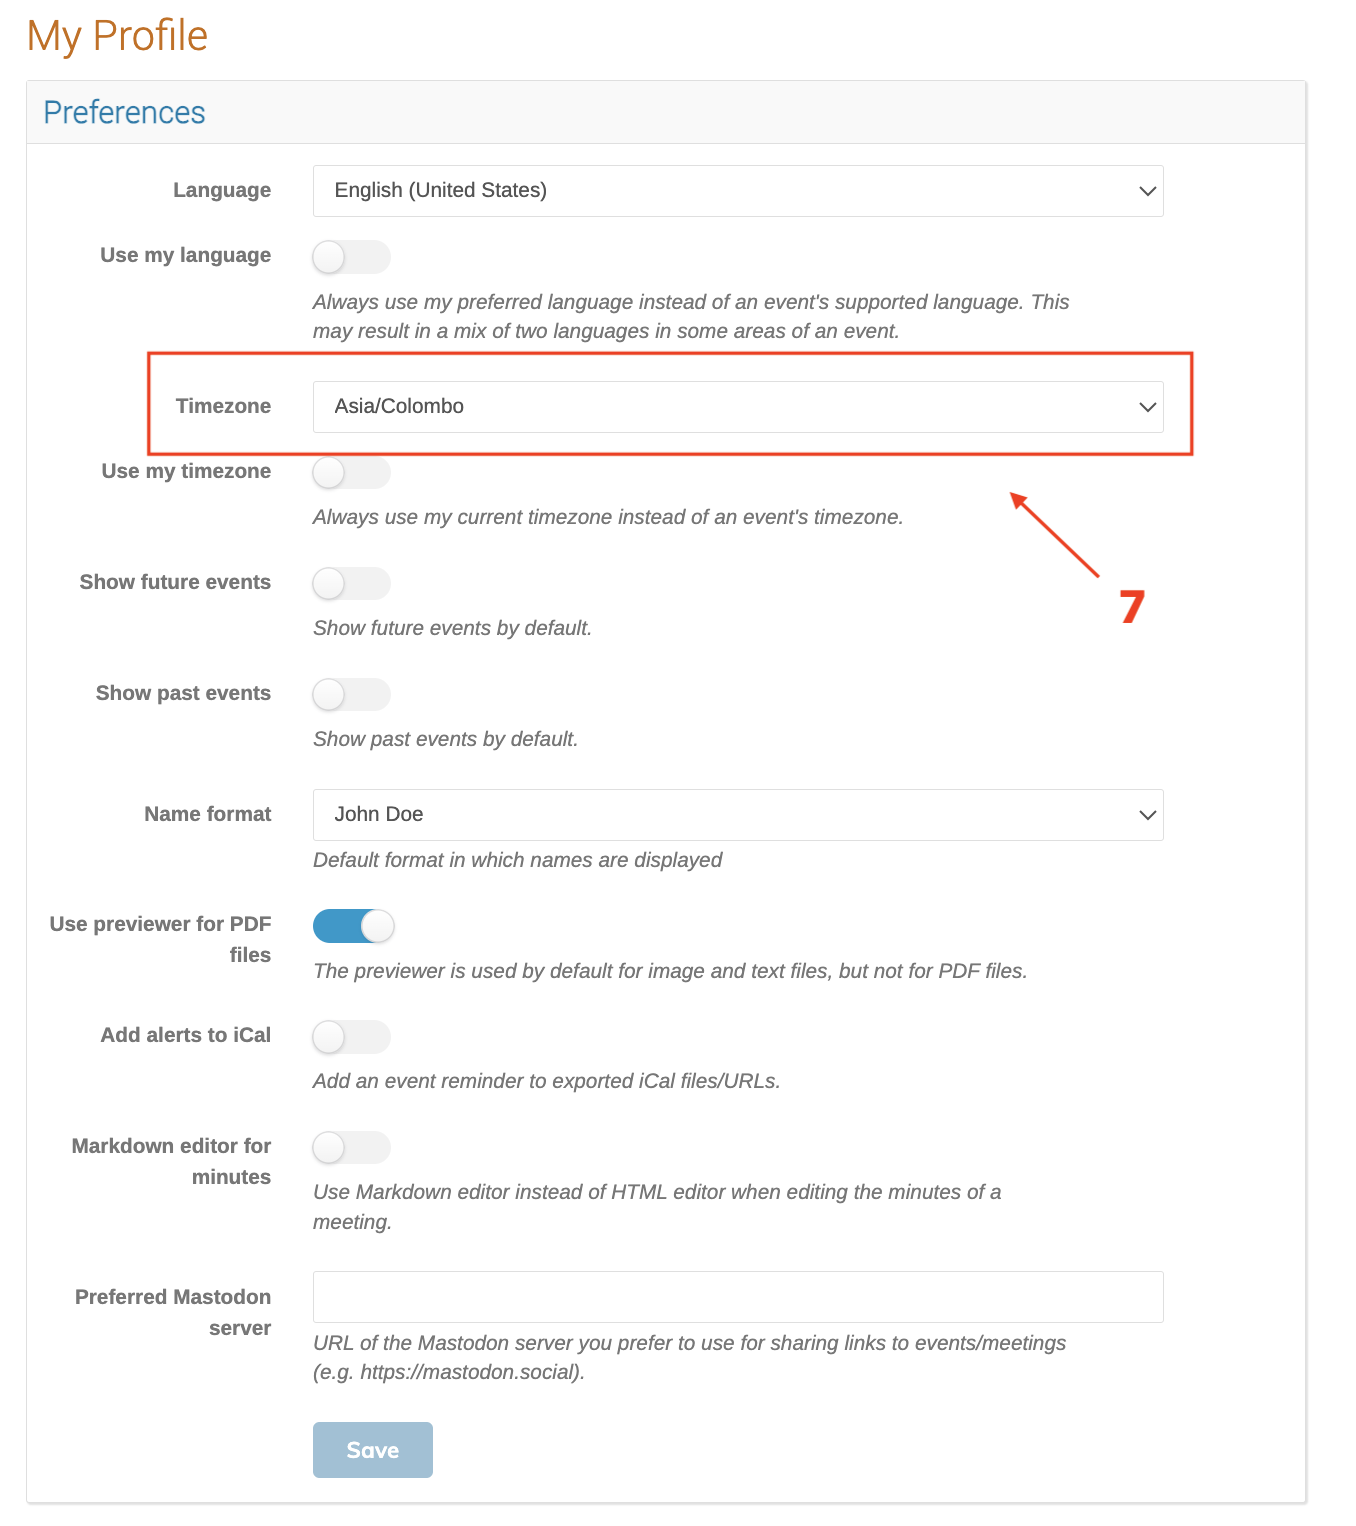 My Profile
Preferences
Language
English (United States)
Use my language
Always use my preferred language instead of an event's supported language. This
may result in a mix of two languages in some areas of an event.
Timezone
Asia/Colombo
Use my timezone
Always use my current timezone instead of an event's timezone.
7
Show future events
Show future events by default.
Show past events
Show past events by default.
Name format
John Doe
Default format in which names are displayed
Use previewer for PDF
files
The previewer is used by default for image and text files, but not for PDF files.
Add alerts to iCal
Add an event reminder to exported iCal files/URLs.
Markdown editor for
minutes
Use Markdown editor instead of HTML editor when editing the minutes of a
meeting.
Preferred Mastodon
server
URL of the Mastodon server you prefer to use for sharing links to events/meetings
(e.g. https://mastodon.social).
Save